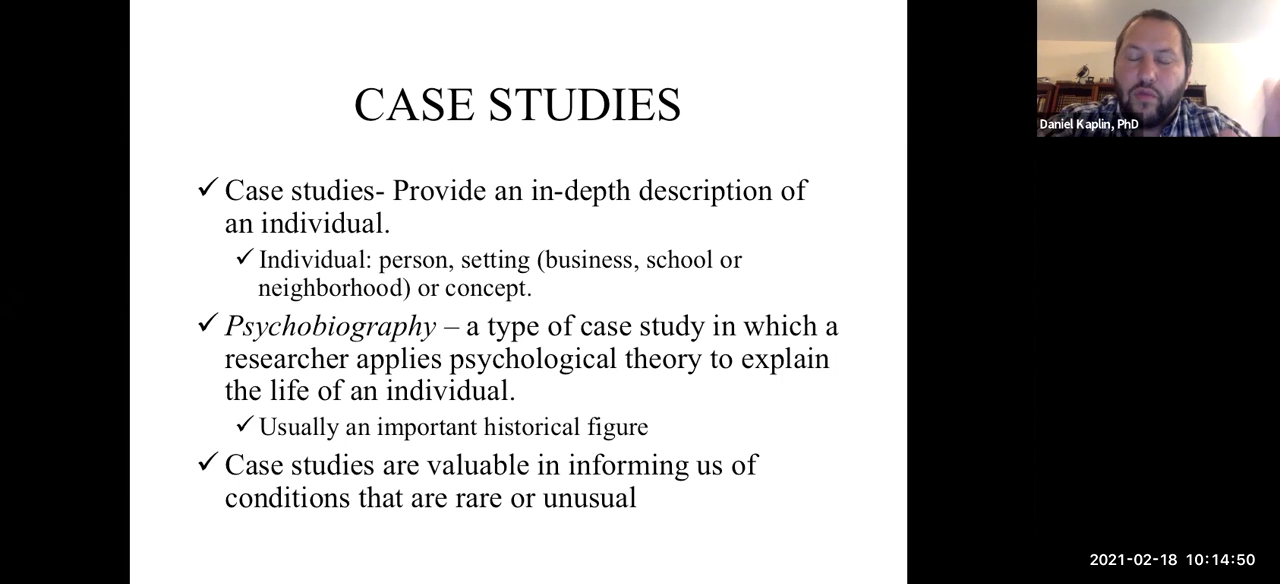 CASE STUDIES
✓ Case studies- Provide an in-depth description of
an individual.
✓ Individual: person, setting (business, school or
neighborhood) or concept.
✓ Psychobiography – a type of case study in which a
researcher applies psychological theory to explain
the life of an individual.
✓ Usually an important historical figure
✓ Case studies are valuable in informing us of
conditions that are rare or unusual
Daniel Kaplin, PhD
2021-02-18 10:14:50